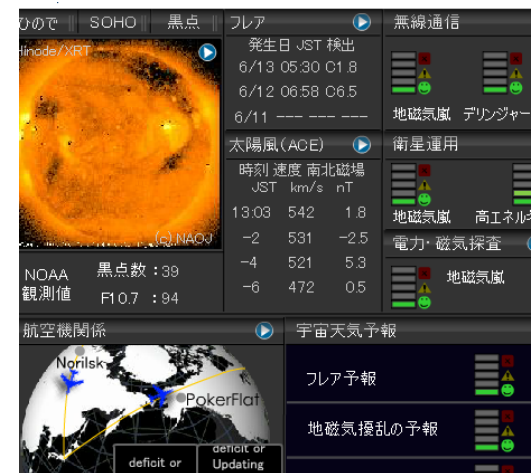 ひので SOHO 黒点
Hinode/XRT
(c) NAOJ
NOAA 黒点数 :39
観測値 F10.7 :94
フレア
発生日 JST 検出
6/13 05:30 C1.8
6/12 06:58 C6.5
6/11 --- --- ---
太陽風(ACE)
時刻 速度 南北磁場
JST km/s nT
13:03 542 1.8
-2 531 -2.5
-4 521 5.3
-6 472 0.5
無線通信
地磁気嵐 デリンジャー
衛星運用
地磁気嵐 高エネルギ
電力・磁気探査
地磁気嵐
航空機関係
Norilsk
PokerFlat
deficit or
deficit or
Updating
宇宙天気予報
フレア予報
地磁気擾乱の予報